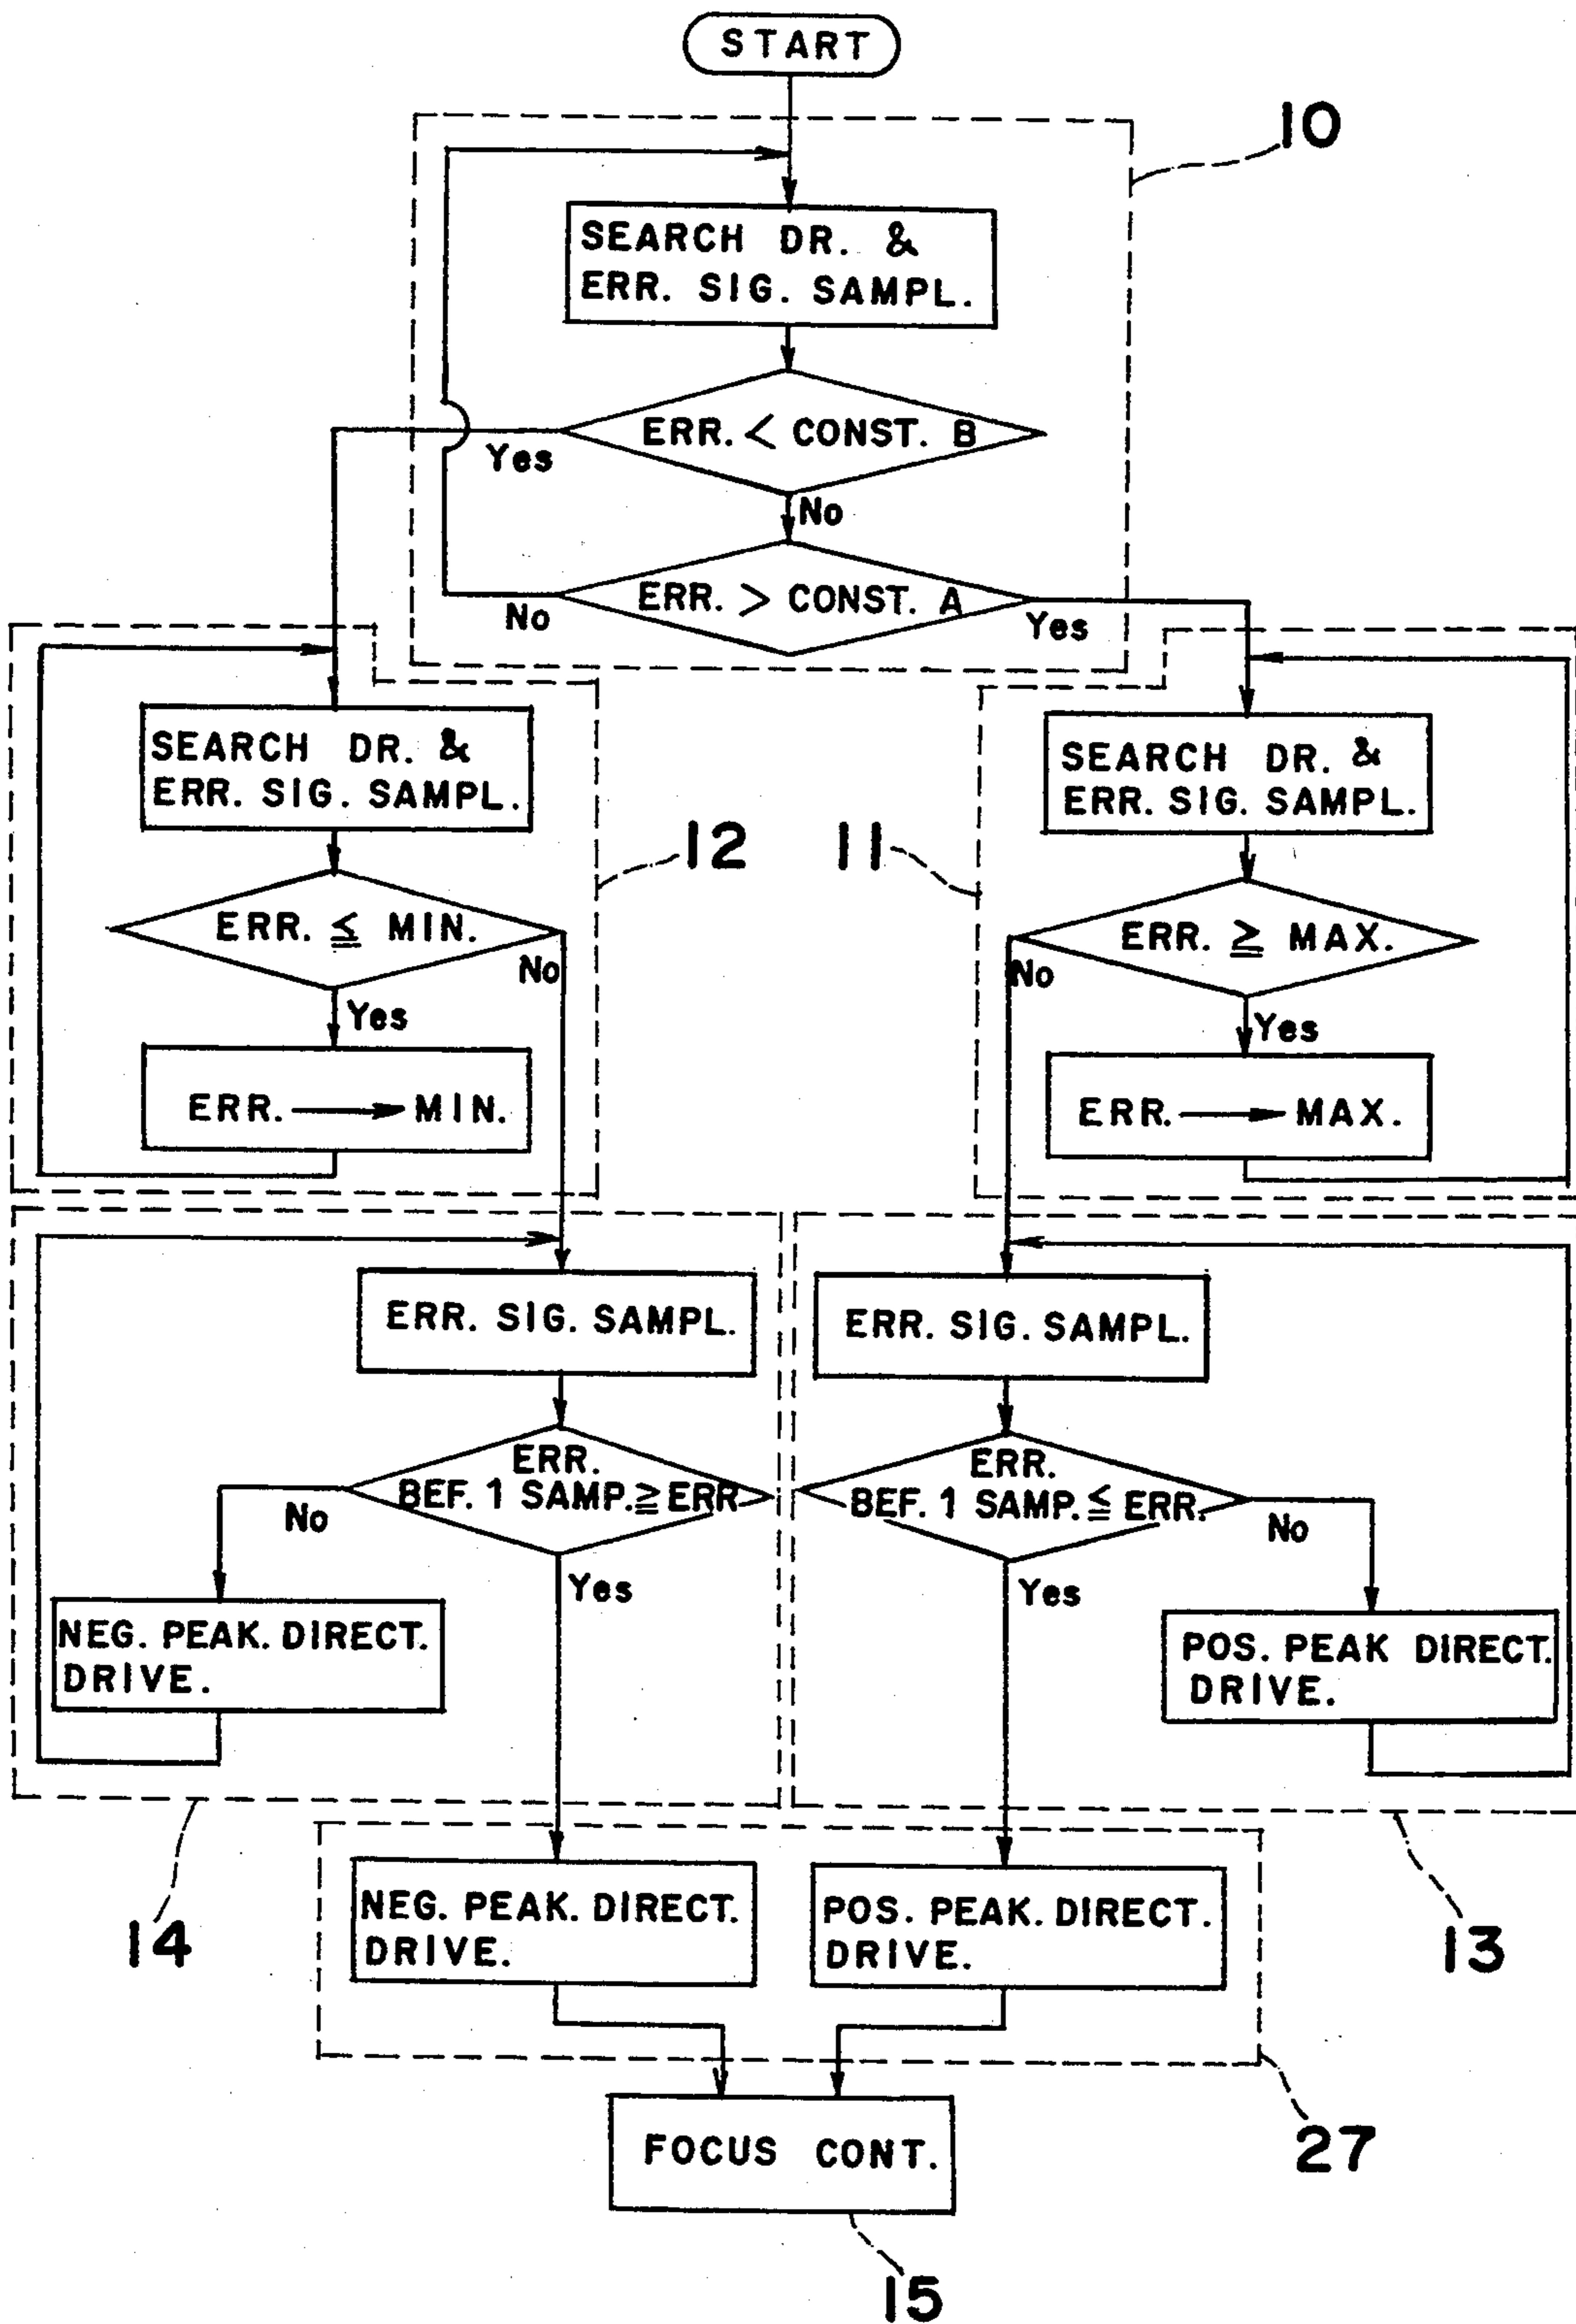 START
10
SEARCH DR. &
ERR. SIG. SAMPL.
ERR. < CONST. B
Yes
No
ERR. > CONST. A
No
Yes
SEARCH DR. &
ERR. SIG. SAMPL.
SEARCH DR. &
ERR. SIG. SAMPL.
12
11
ERR. ≦ MIN.
No
Yes
ERR. ≧ MAX.
No
Yes
ERR. → MIN.
ERR. → MAX.
ERR. SIG. SAMPL.
ERR. SIG. SAMPL.
ERR.
BEF. 1 SAMP. ≧ ERR
No
Yes
ERR.
BEF. 1 SAMP. ≦ ERR.
No
Yes
NEG. PEAK. DIRECT.
DRIVE.
POS. PEAK DIRECT.
DRIVE.
14
13
NEG. PEAK. DIRECT.
DRIVE.
POS. PEAK. DIRECT.
DRIVE.
27
FOCUS CONT.
15